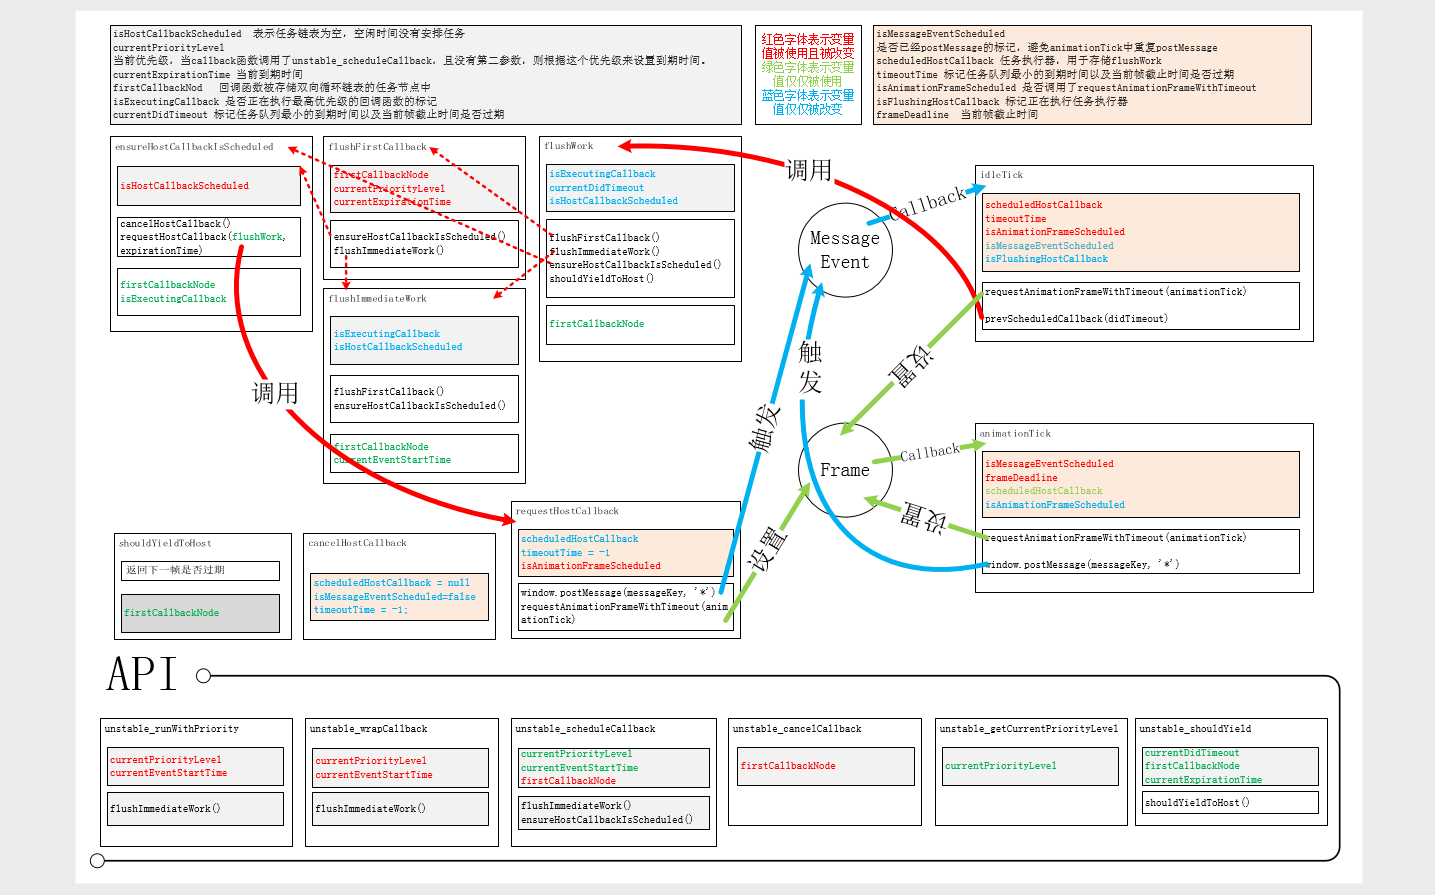 isHostCallbackScheduled 表示任务链表为空，空闲时间没有安排任务
currentPriorityLevel
当前优先级，当callback函数调用了unstable_scheduleCallback，且没有第二参数，则根据这个优先级来设置到期时间。
currentExpirationTime 当前到期时间
firstCallbackNod 回调函数被存储双向循环链表的任务节点中
isExecutingCallback 是否正在执行最高优先级的回调函数的标记
currentDidTimeout 标记任务队列最小的到期时间以及当前帧截止时间是否过期
红色字体表示变量
值被使用且被改变
绿色字体表示变量
值仅仅被使用
蓝色字体表示变量
值仅仅被改变
isMessageEventScheduled
是否已经postMessage的标记，避免animationTick中重复postMessage
scheduledHostCallback 任务执行器，用于存储flushWork
timeoutTime 标记任务队列最小的到期时间以及当前帧截止时间是否过期
isAnimationFrameScheduled 是否调用了requestAnimationFrameWithTimeout
isFlushingHostCallback 标记正在执行任务执行器
frameDeadline 当前帧截止时间
ensureHostCallbackIsScheduled
isHostCallbackScheduled
cancelHostCallback()
requestHostCallback(flushWork,
expirationTime)
firstCallbackNode
isExecutingCallback
flushFirstCallback
firstCallbackNode
currentPriorityLevel
currentExpirationTime
ensureHostCallbackIsScheduled()
flushImmediateWork()
flushImmediateWork
isExecutingCallback
isHostCallbackScheduled
flushFirstCallback()
ensureHostCallbackIsScheduled()
firstCallbackNode
currentEventStartTime
flushWork
isExecutingCallback
currentDidTimeout
isHostCallbackScheduled
flushFirstCallback()
flushImmediateWork()
ensureHostCallbackIsScheduled()
shouldYieldToHost()
firstCallbackNode
调用
调用
Message
Event
Callback
触
发
触发
设置
设置
设置
Frame
Callback
idleTick
scheduledHostCallback
timeoutTime
isAnimationFrameScheduled
isMessageEventScheduled
isFlushingHostCallback
requestAnimationFrameWithTimeout(animationTick)
prevScheduledCallback(didTimeout)
animationTick
isMessageEventScheduled
frameDeadline
scheduledHostCallback
isAnimationFrameScheduled
requestAnimationFrameWithTimeout(animationTick)
window.postMessage(messageKey, '*')
shouldYieldToHost
返回下一帧是否过期
firstCallbackNode
cancelHostCallback
scheduledHostCallback = null
isMessageEventScheduled=false
timeoutTime = -1;
requestHostCallback
scheduledHostCallback
timeoutTime = -1
isAnimationFrameScheduled
window.postMessage(messageKey, '*')
requestAnimationFrameWithTimeout(anim
ationTick)
API
unstable_runWithPriority
currentPriorityLevel
currentEventStartTime
flushImmediateWork()
unstable_wrapCallback
currentPriorityLevel
currentEventStartTime
flushImmediateWork()
unstable_scheduleCallback
currentPriorityLevel
currentEventStartTime
firstCallbackNode
flushImmediateWork()
ensureHostCallbackIsScheduled()
unstable_cancelCallback
firstCallbackNode
unstable_getCurrentPriorityLevel
currentPriorityLevel
unstable_shouldYield
currentDidTimeout
firstCallbackNode
currentExpirationTime
shouldYieldToHost()